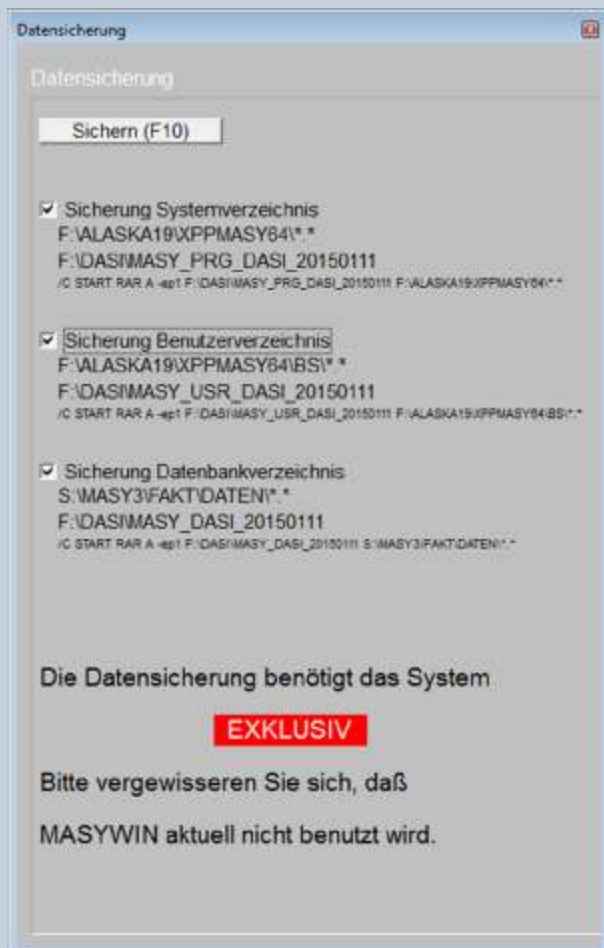 Datensicherung
Datensicherung
Sichern (F10)
Sicherung Systemverzeichnis
F:\ALASKA19\XPPMASY64\*.*
F:\DASI\MASY_PRG_DASI_20150111
/C START RAR A -ep1 F:\DASI\MASY_PRG_DASI_20150111 F:\ALASKA19\XPPMASY64\*.*
Sicherung Benutzerverzeichnis
F:\ALASKA19\XPPMASY64\BS\*.*
F:\DASI\MASY_USR_DASI_20150111
/C START RAR A -ep1 F:\DASI\MASY_USR_DASI_20150111 F:\ALASKA19\XPPMASY64\BS\*.*
Sicherung Datenbankverzeichnis
S:\MASY3\FAKT\DATEN\*.*
F:\DASI\MASY_DASI_20150111
/C START RAR A -ep1 F:\DASI\MASY_DASI_20150111 S:\MASY3\FAKT\DATEN\*.*
Die Datensicherung benötigt das System
EXKLUSIV
Bitte vergewisseren Sie sich, daß
MASYWIN aktuell nicht benutzt wird.